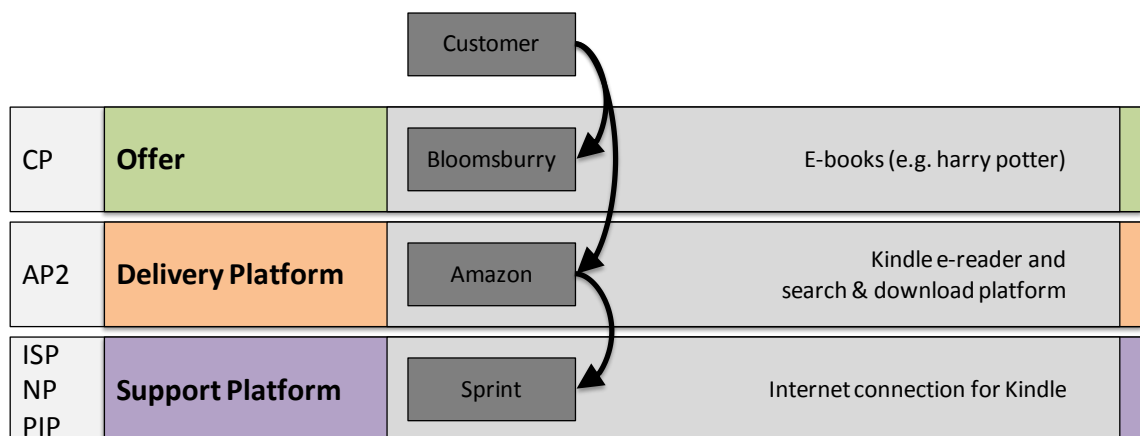 Customer
CP
Offer
Bloomsburry
E-books (e.g. harry potter)
AP2
Delivery Platform
Amazon
Kindle e-reader and
search & download platform
ISP
NP
PIP
Support Platform
Sprint
Internet connection for Kindle